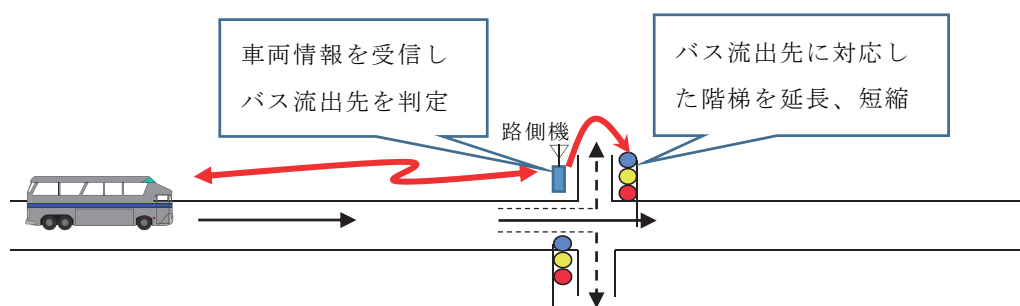 車両情報を受信し
バス流出先を判定
バス流出先に対応し
た階梯を延長、短縮
路側機